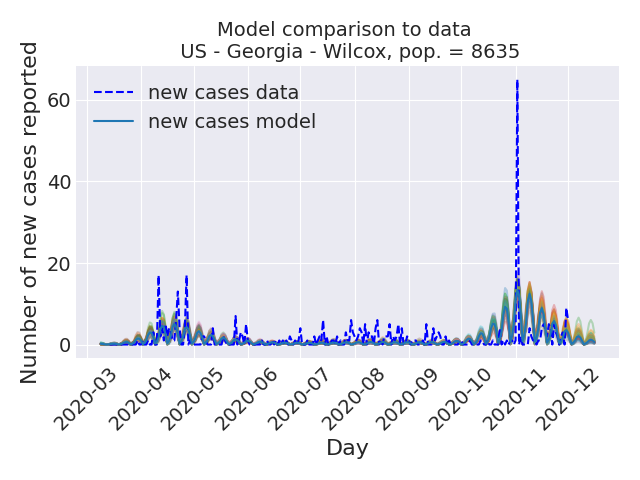 Model comparison to data
US - Georgia - Wilcox, pop. = 8635
Number of new cases reported
60
40
20
0
new cases data
new cases model
2020-03
2020-04
2020-05
2020-06
2020-07
2020-08
2020-09
2020-10
2020-11
2020-12
Day